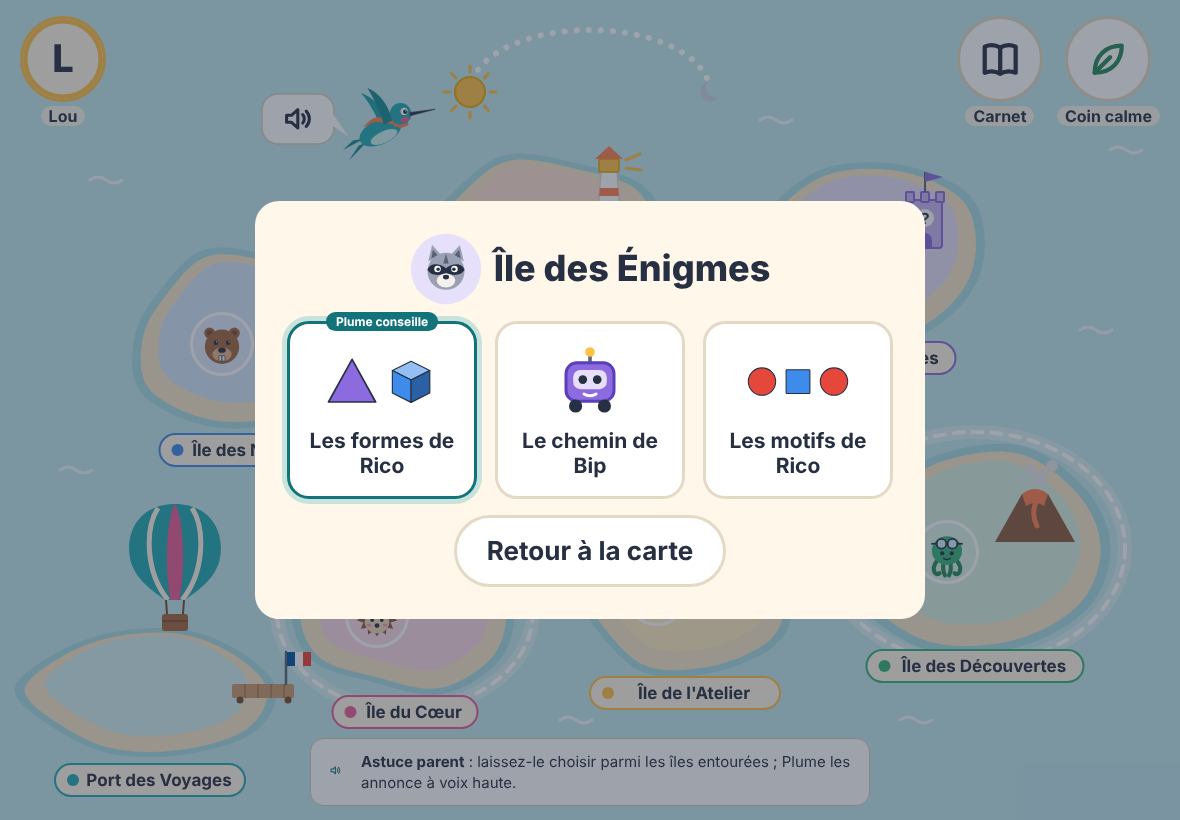 L
Lou
Carnet
Coin calme
?
Île des Énigmes
Plume conseille
Les formes de
Rico
Le chemin de
Bip
Les motifs de
Rico
Retour à la carte
Île des
Île des Découvertes
Île de l'Atelier
Île du Cœur
Port des Voyages
Astuce parent : laissez-le choisir parmi les îles entourées ; Plume les
annonce à voix haute.